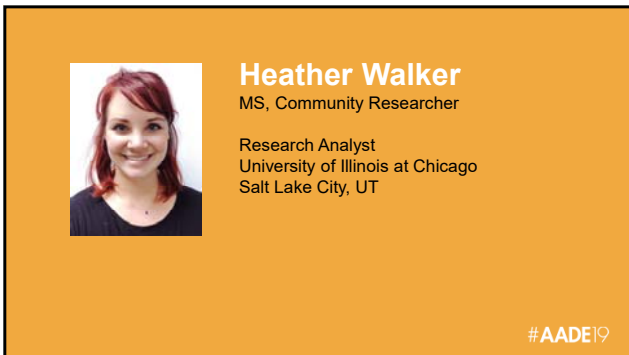 Heather Walker
MS, Community Researcher
Research Analyst
University of Illinois at Chicago
Salt Lake City, UT
#AADE19